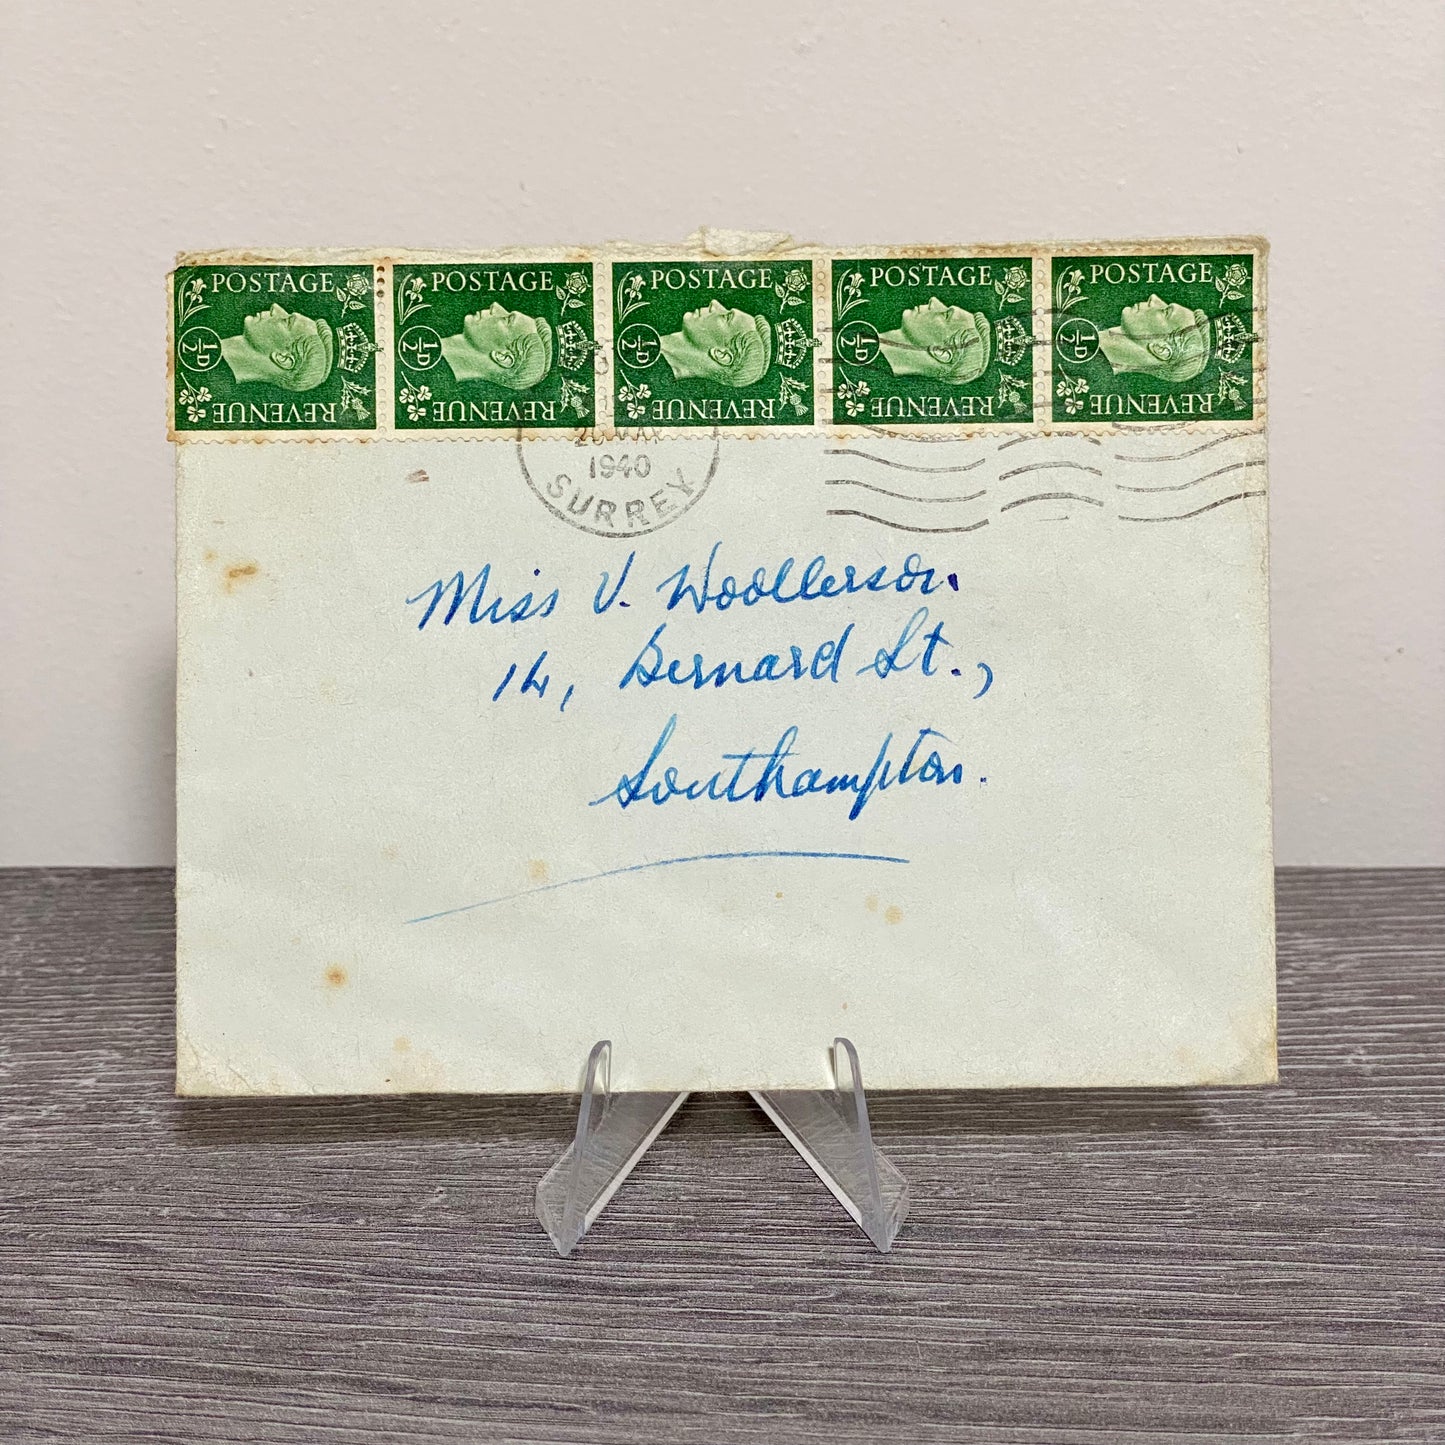 POSTAGE POSTAGE POSTAGE POSTAGE POSTAGE
½D ½D ½D ½D ½D
REVENUE REVENUE REVENUE REVENUE REVENUE
MAR
1940
SURREY
Miss V. Woollerson.
14, Bernard St.,
Southampton.